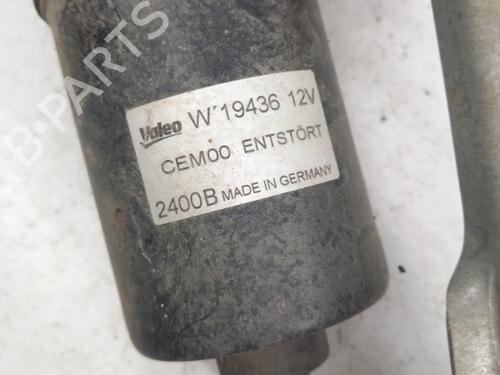 B-PARTS
Valeo W´19436 12V
CEM00 ENTSTÖRT
2400B MADE IN GERMANY